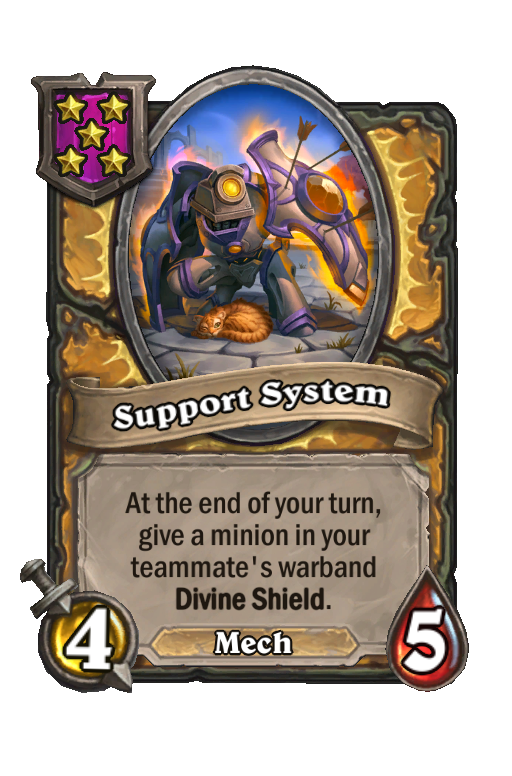 Support System
At the end of your turn,
give a minion in your
teammate's warband
Divine Shield.
4
Mech
5